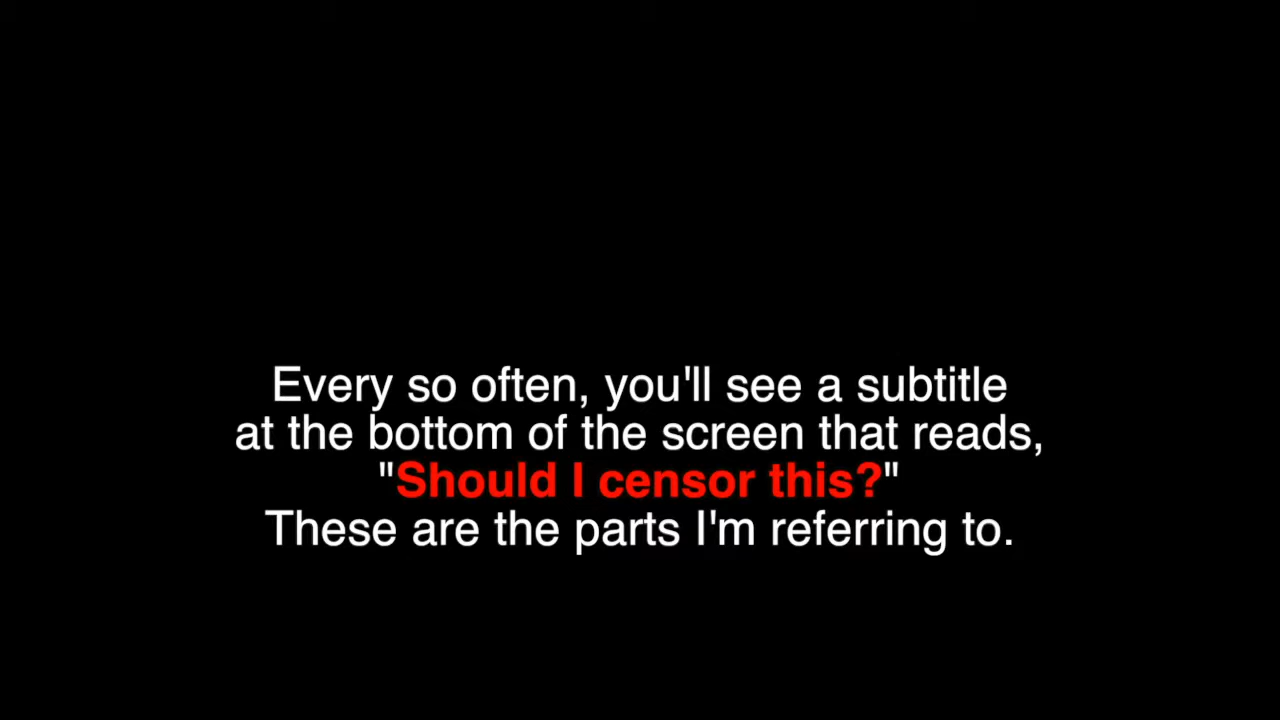 Every so often, you'll see a subtitle
at the bottom of the screen that reads,
"Should I censor this?"
These are the parts I'm referring to.